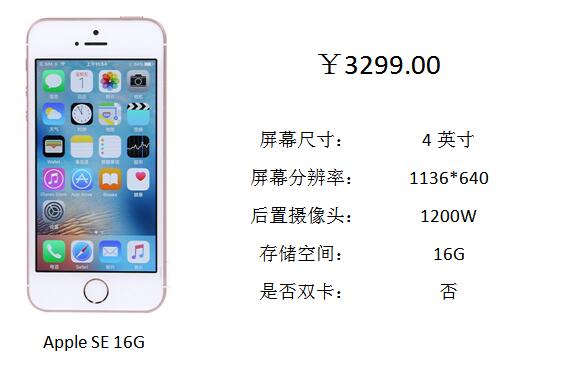 ￥3299.00
屏幕尺寸： 4 英寸
屏幕分辨率： 1136*640
后置摄像头： 1200W
存储空间： 16G
是否双卡： 否
Apple SE 16G